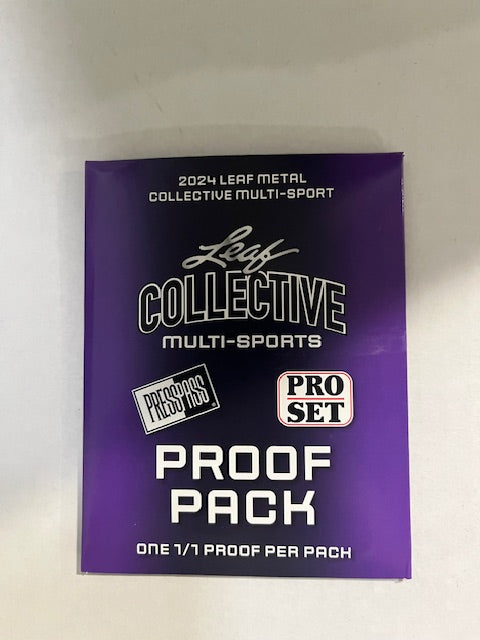 2024 LEAF METAL
COLLECTIVE MULTI-SPORT
Leaf
COLLECTIVE
MULTI-SPORTS
PRESS PASS
PRO
SET
PROOF
PACK
ONE 1/1 PROOF PER PACK